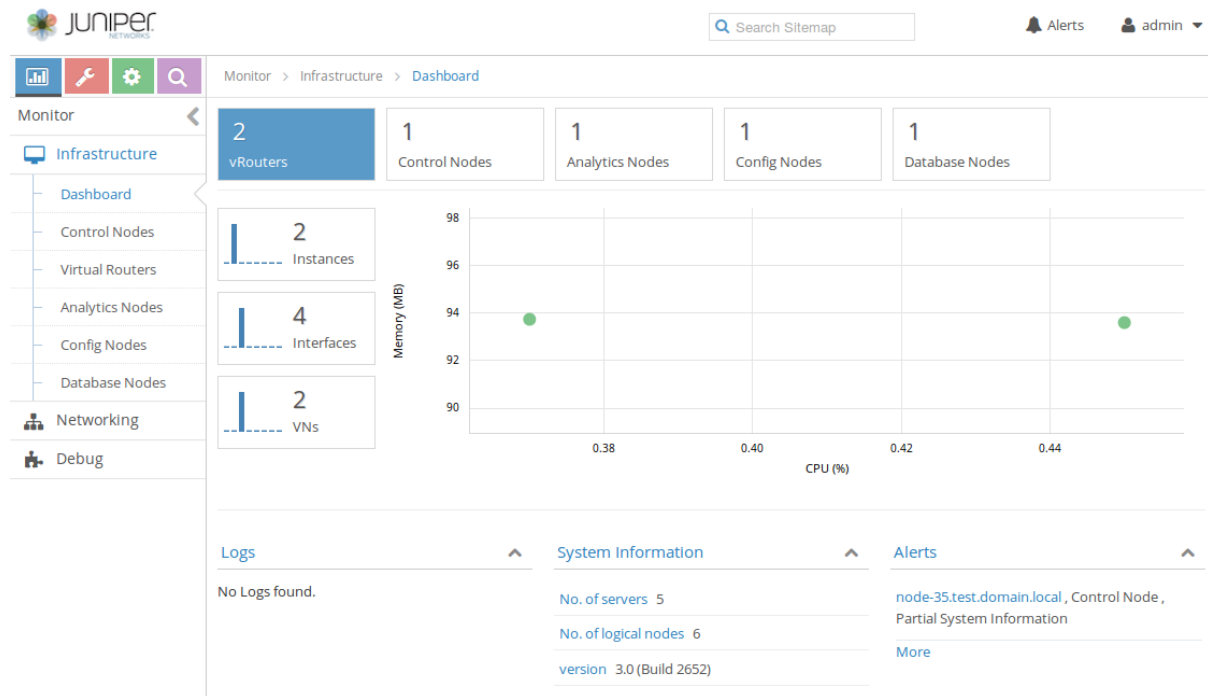 JUNIPER
NETWORKS
Search Sitemap
Alerts
admin
Monitor > Infrastructure > Dashboard
Monitor
Infrastructure
Dashboard
Control Nodes
Virtual Routers
Analytics Nodes
Config Nodes
Database Nodes
Networking
Debug
2
vRouters
1
Control Nodes
1
Analytics Nodes
1
Config Nodes
1
Database Nodes
2
Instances
4
Interfaces
2
VNs
Memory (MB)
98
96
94
92
90
0.38
0.40
0.42
0.44
CPU (%)
Logs
No Logs found.
System Information
No. of servers 5
No. of logical nodes 6
version 3.0 (Build 2652)
Alerts
node-35.test.domain.local , Control Node ,
Partial System Information
More